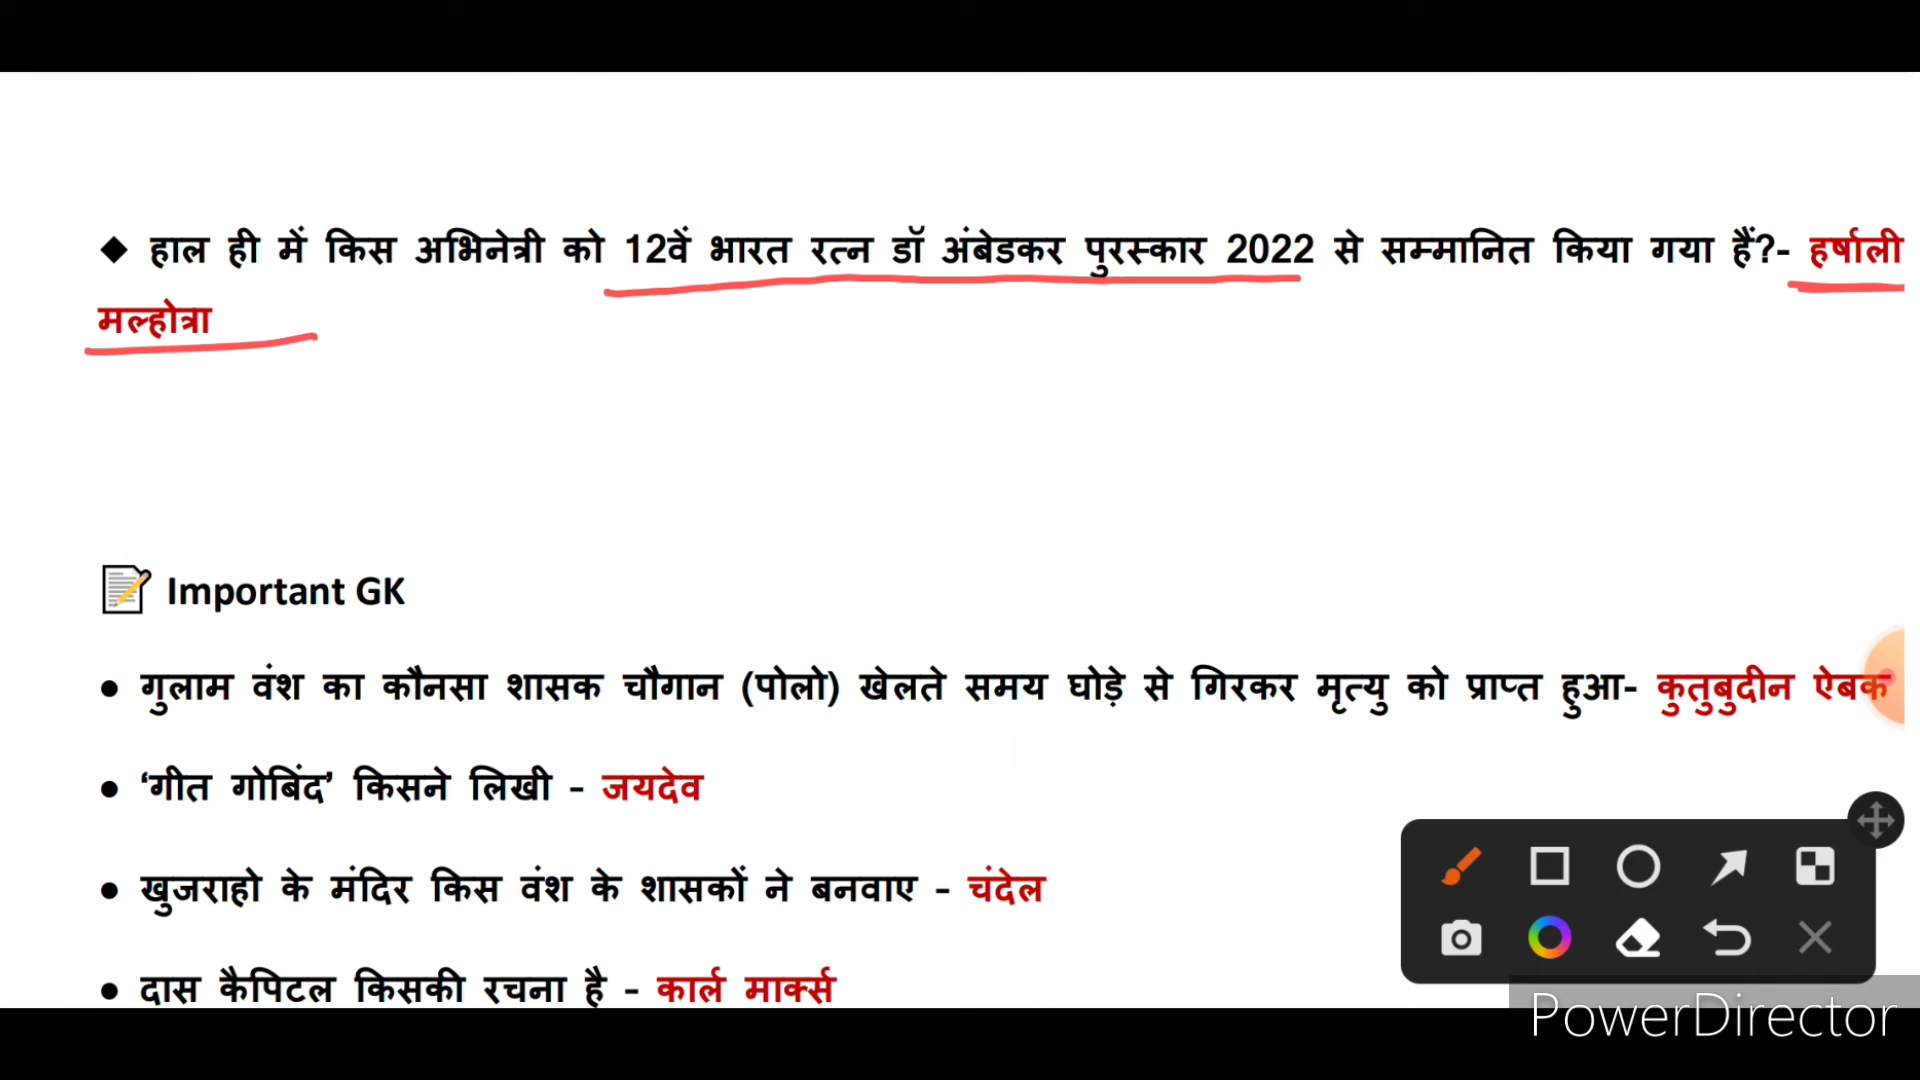 ◆ हाल ही में किस अभिनेत्री को 12वें भारत रत्न डॉ अंबेडकर पुरस्कार 2022 से सम्मानित किया गया हैं?- हर्षाली
मल्होत्रा
Important GK
● गुलाम वंश का कौनसा शासक चौगान (पोलो) खेलते समय घोड़े से गिरकर मृत्यु को प्राप्त हुआ- कुतुबुदीन ऐबक
● ‘गीत गोबिंद’ किसने लिखी – जयदेव
● खुजराहो के मंदिर किस वंश के शासकों ने बनवाए – चंदेल
● दास कैपिटल किसकी रचना है – कार्ल मार्क्स
PowerDirector